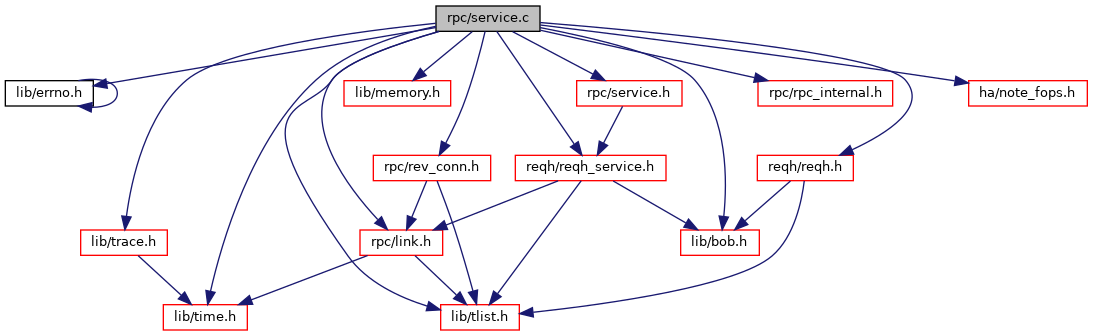 rpc/service.c
lib/errno.h
lib/memory.h
rpc/service.h
rpc/rpc_internal.h
ha/note_fops.h
rpc/rev_conn.h
reqh/reqh_service.h
reqh/reqh.h
lib/trace.h
rpc/link.h
lib/bob.h
lib/time.h
lib/tlist.h